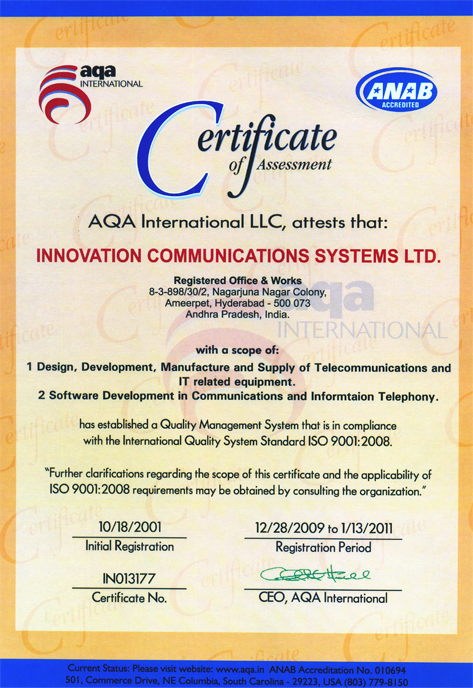 aqa
INTERNATIONAL
ANAB
ACCREDITED
Certificate
of Assessment
AQA International LLC, attests that:
INNOVATION COMMUNICATIONS SYSTEMS LTD.
Registered Office & Works
8-3-898/30/2, Nagarjuna Nagar Colony,
Ameerpet, Hyderabad - 500 073
Andhra Pradesh, India.
aqa
INTERNATIONAL
with a scope of:
1 Design, Development, Manufacture and Supply of Telecommunications and
IT related equipment.
2 Software Development in Communications and Informtaion Telephony.
has established a Quality Management System that is in compliance
with the International Quality System Standard ISO 9001:2008.
“Further clarifications regarding the scope of this certificate and the applicability of
ISO 9001:2008 requirements may be obtained by consulting the organization.”
10/18/2001
Initial Registration
12/28/2009 to 1/13/2011
Registration Period
IN013177
Certificate No.
CEO, AQA International
Current Status: Please visit website: www.aqa.in ANAB Accreditation No. 010694
501, Commerce Drive, NE Columbia, South Carolina - 29223, USA (803) 779-8150